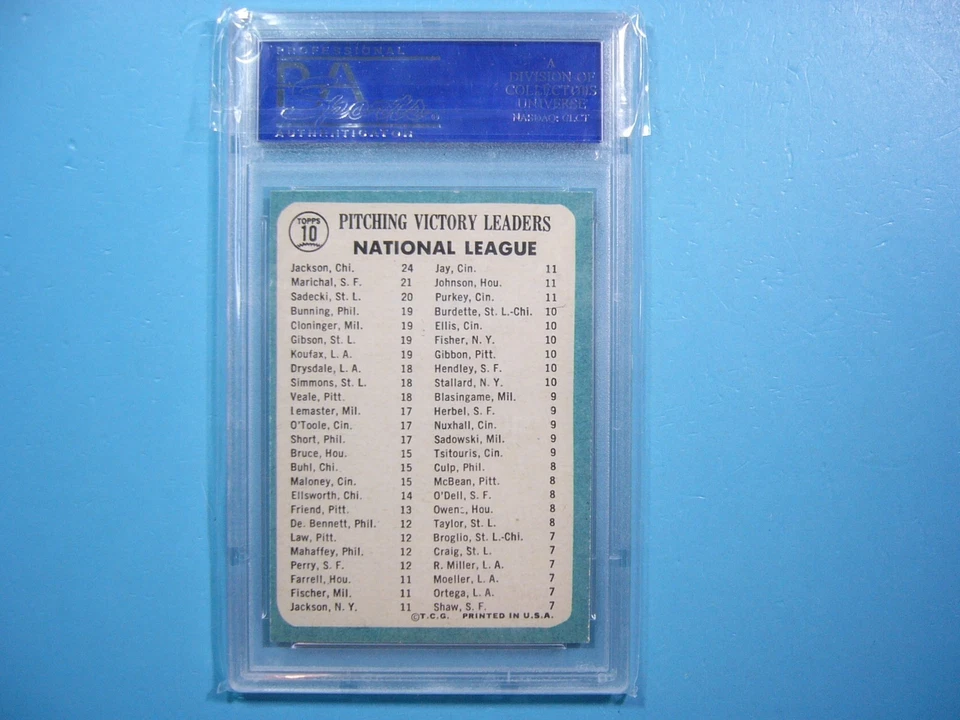 PROFESSIONAL
PSA
Sports
AUTHENTICATION
A
DIVISION OF
COLLECTORS
UNIVERSE
NASDAQ: CLCT
TOPPS
10
PITCHING VICTORY LEADERS
NATIONAL LEAGUE
Jackson, Chi. 24
Marichal, S. F. 21
Sadecki, St. L. 20
Bunning, Phil. 19
Cloninger, Mil. 19
Gibson, St. L. 19
Koufax, L. A. 19
Drysdale, L. A. 18
Simmons, St. L. 18
Veale, Pitt. 18
Lemaster, Mil. 17
O'Toole, Cin. 17
Short, Phil. 17
Bruce, Hou. 15
Buhl, Chi. 15
Maloney, Cin. 15
Ellsworth, Chi. 14
Friend, Pitt. 13
De. Bennett, Phil. 12
Law, Pitt. 12
Mahaffey, Phil. 12
Perry, S. F. 12
Farrell, Hou. 11
Fischer, Mil. 11
Jackson, N. Y. 11
Jay, Cin. 11
Johnson, Hou. 11
Purkey, Cin. 11
Burdette, St. L.-Chi. 10
Ellis, Cin. 10
Fisher, N. Y. 10
Gibbon, Pitt. 10
Hendley, S. F. 10
Stallard, N. Y. 10
Blasingame, Mil. 9
Herbel, S. F. 9
Nuxhall, Cin. 9
Sadowski, Mil. 9
Tsitouris, Cin. 9
Culp, Phil. 8
McBean, Pitt. 8
O'Dell, S. F. 8
Owens, Hou. 8
Taylor, St. L. 8
Broglio, St. L.-Chi. 7
Craig, St. L. 7
R. Miller, L. A. 7
Moeller, L. A. 7
Ortega, L. A. 7
Shaw, S. F. 7
©T.C.G. PRINTED IN U.S.A.